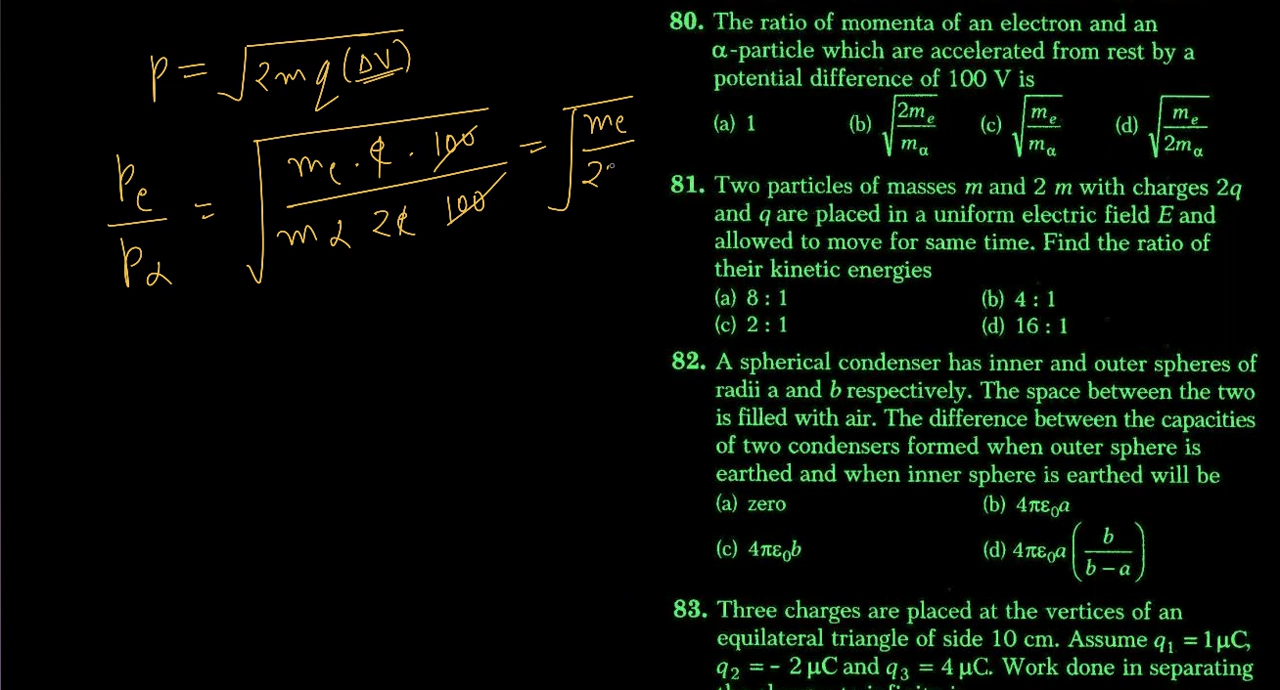 p = √2mq(ΔV)
pe/pα = √(me · e · 100 / mα 2e 100) = √(me / 2
80. The ratio of momenta of an electron and an
α-particle which are accelerated from rest by a
potential difference of 100 V is
(a) 1 (b) √(2mₑ/m_α) (c) √(mₑ/m_α) (d) √(mₑ/2m_α)
81. Two particles of masses m and 2 m with charges 2q
and q are placed in a uniform electric field E and
allowed to move for same time. Find the ratio of
their kinetic energies
(a) 8 : 1 (b) 4 : 1
(c) 2 : 1 (d) 16 : 1
82. A spherical condenser has inner and outer spheres of
radii a and b respectively. The space between the two
is filled with air. The difference between the capacities
of two condensers formed when outer sphere is
earthed and when inner sphere is earthed will be
(a) zero (b) 4πε₀a
(c) 4πε₀b (d) 4πε₀a (b/b – a)
83. Three charges are placed at the vertices of an
equilateral triangle of side 10 cm. Assume q₁ = 1 μC,
q₂ = - 2 μC and q₃ = 4 μC. Work done in separating